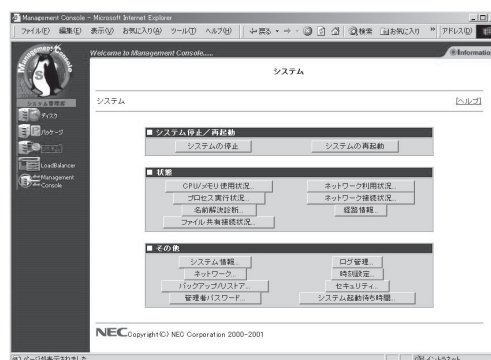 Management Console - Microsoft Internet Explorer
ファイル(F) 編集(E) 表示(V) お気に入り(A) ツール(T) ヘルプ(H) 戻る 検索 お気に入り アドレス(D)
Management Console
Welcome to Management Console.....
Informatio
システム
システム管理者
システム
[ヘルプ]
ディスク
パッケージ
LoadBalancer
Management Console
■ システム停止/再起動
システムの停止 システムの再起動
■ 状態
CPU/メモリ使用状況... ネットワーク利用状況...
プロセス実行状況... ネットワーク接続状況...
名前解決診断... 経路情報...
ファイル共有接続状況...
■ その他
システム情報... ログ管理...
ネットワーク... 時刻設定...
バックアップ/リストア... セキュリティ...
管理者パスワード... システム起動待ち時間...
NEC Copyright(C) NEC Corporation 2000-2001
ページが表示されました
イントラネット